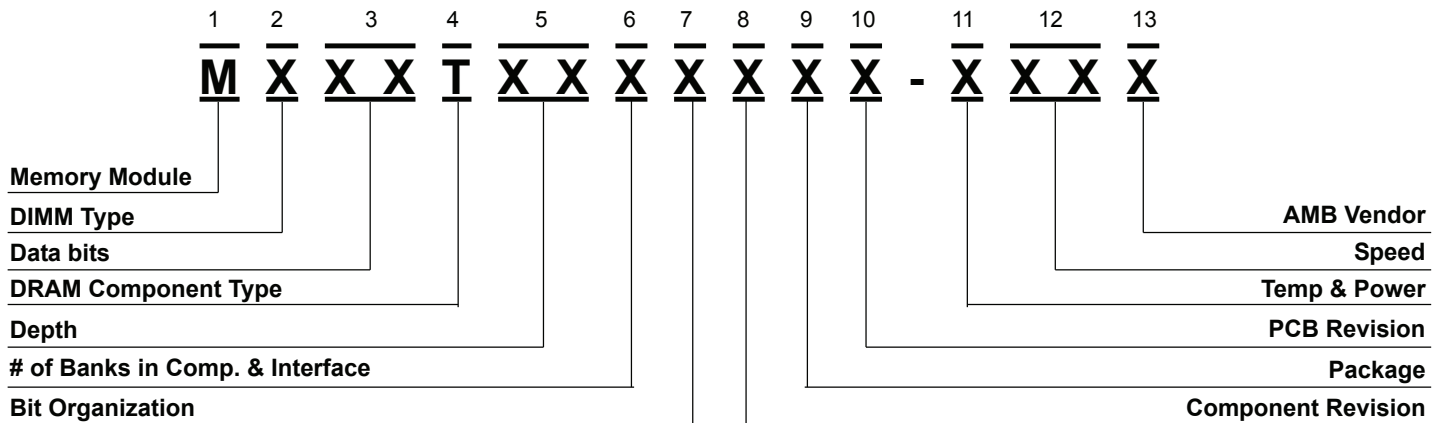 1 2 3 4 5 6 7 8 9 10 11 12 13
M X X X T X X X X X X X - X X X X
Memory Module
DIMM Type
AMB Vendor
Data bits
Speed
DRAM Component Type
Temp & Power
Depth
PCB Revision
# of Banks in Comp. & Interface
Package
Bit Organization
Component Revision